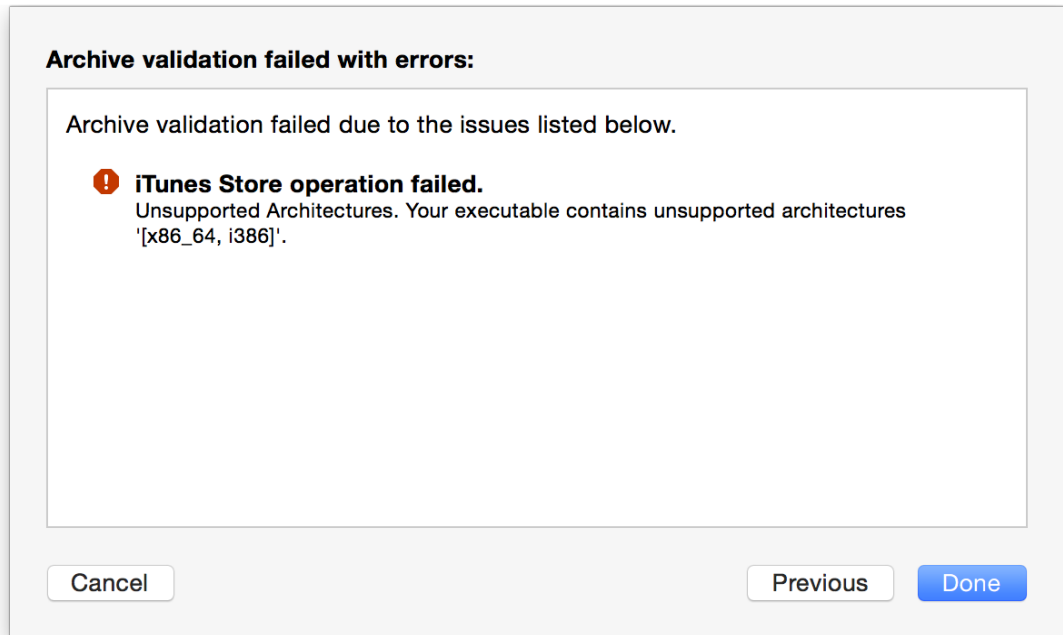 Archive validation failed with errors:
Archive validation failed due to the issues listed below.
iTunes Store operation failed.
Unsupported Architectures. Your executable contains unsupported architectures
'[x86_64, i386]'.
Cancel
Previous
Done